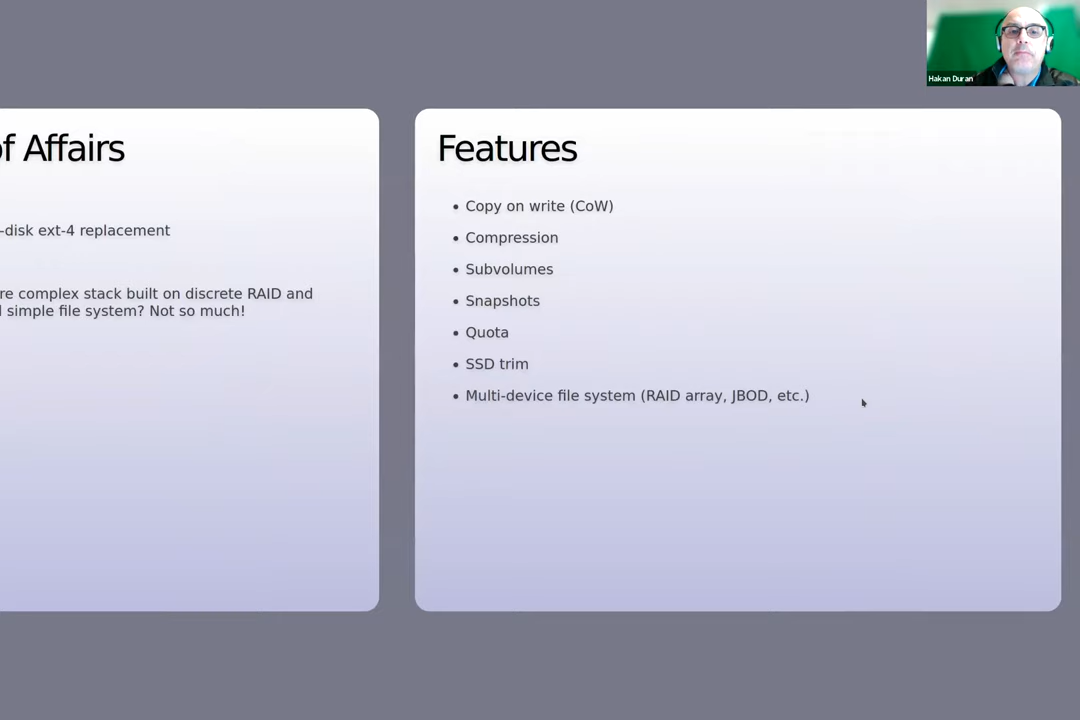 Hakan Duran
of Affairs
-disk ext-4 replacement
re complex stack built on discrete RAID and
simple file system? Not so much!
Features
• Copy on write (CoW)
• Compression
• Subvolumes
• Snapshots
• Quota
• SSD trim
• Multi-device file system (RAID array, JBOD, etc.)